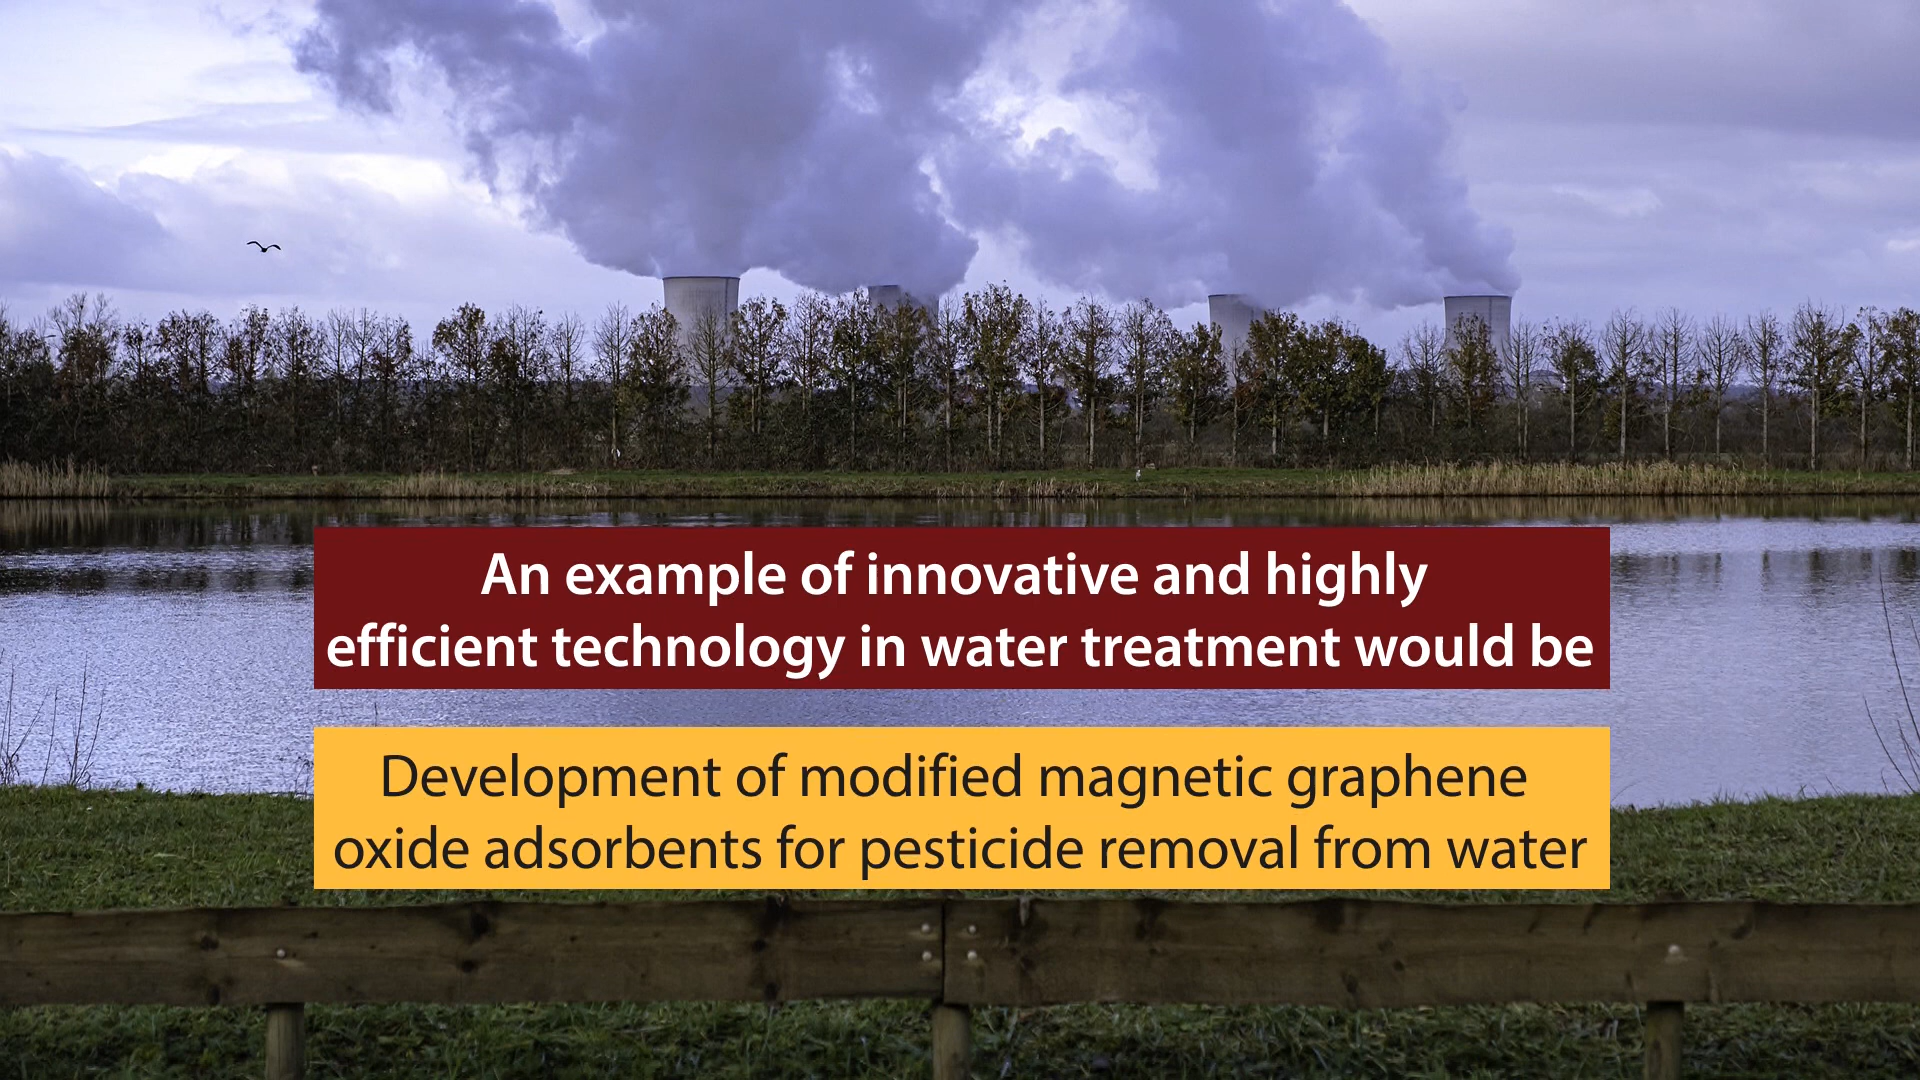 An example of innovative and highly
efficient technology in water treatment would be
Development of modified magnetic graphene
oxide adsorbents for pesticide removal from water